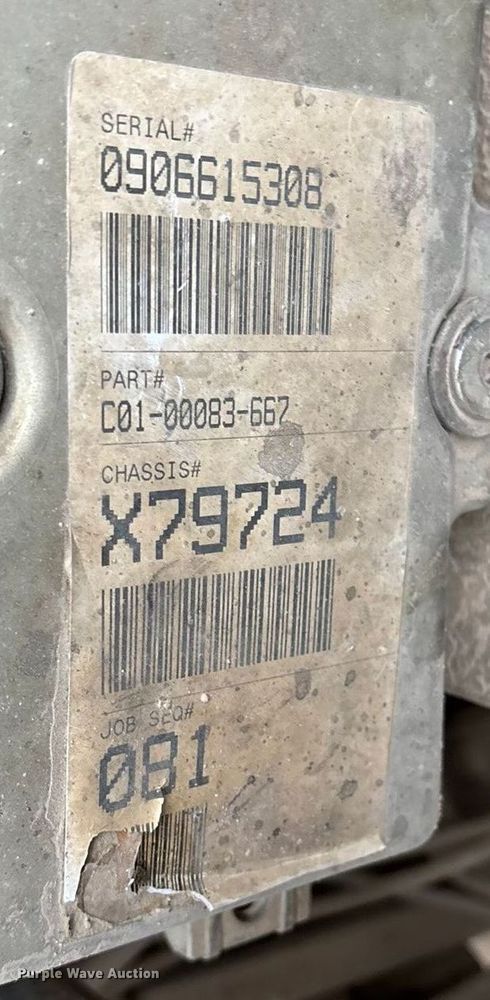 SERIAL#
0906615308
PART#
C01-00083-667
CHASSIS#
X79724
JOB SEQ#
081
Purple Wave Auction